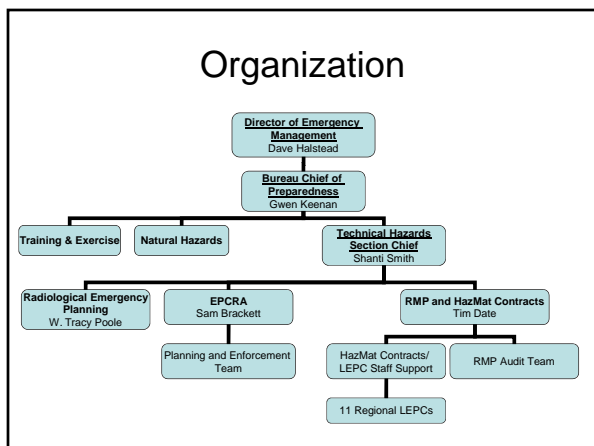 Organization
Director of Emergency
Management
Dave Halstead
Bureau Chief of
Preparedness
Gwen Keenan
Training & Exercise
Natural Hazards
Technical Hazards
Section Chief
Shanti Smith
Radiological Emergency
Planning
W. Tracy Poole
EPCRA
Sam Brackett
RMP and HazMat Contracts
Tim Date
Planning and Enforcement
Team
HazMat Contracts/
LEPC Staff Support
RMP Audit Team
11 Regional LEPCs